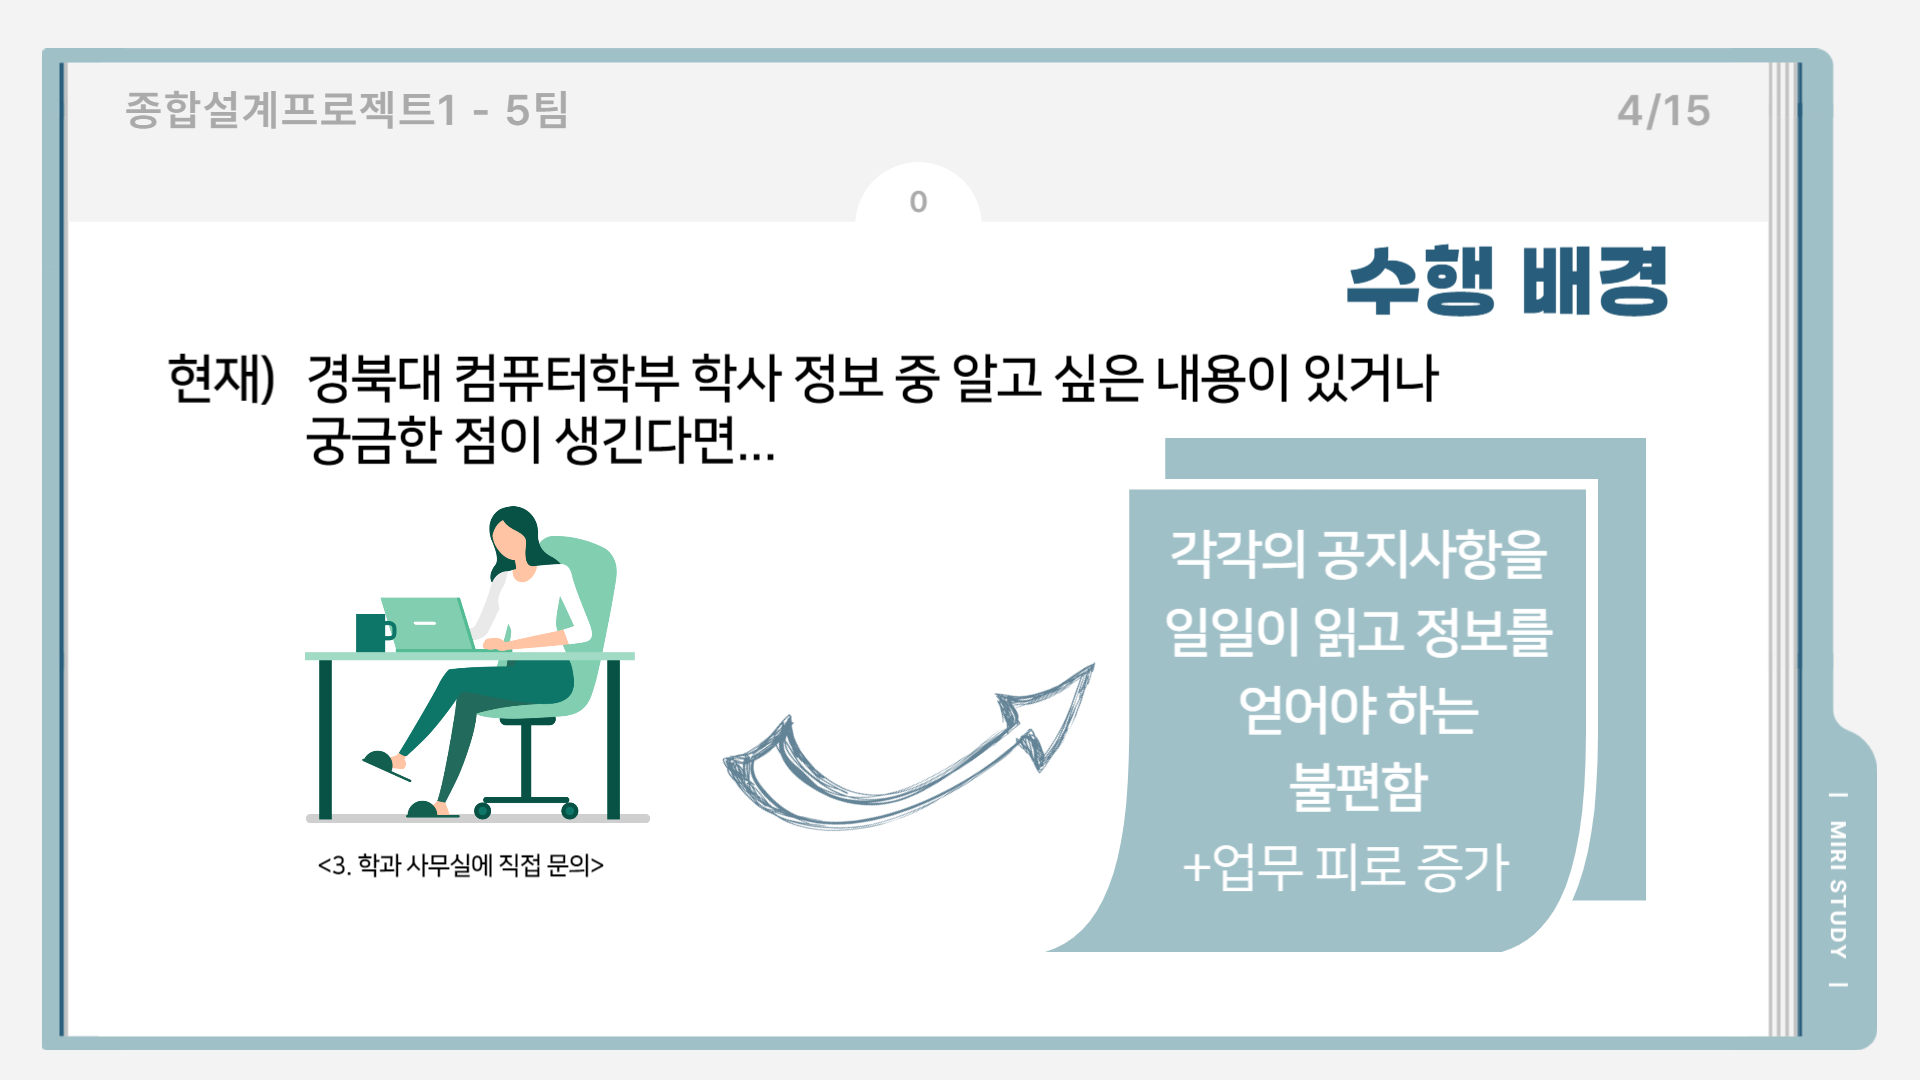 종합설계프로젝트1 - 5팀
4/15
0
수행 배경
현재) 경북대 컴퓨터학부 학사 정보 중 알고 싶은 내용이 있거나
궁금한 점이 생긴다면...
각각의 공지사항을
일일이 읽고 정보를
얻어야 하는
불편함
+업무 피로 증가
<3. 학과 사무실에 직접 문의>
| MIRI STUDY |